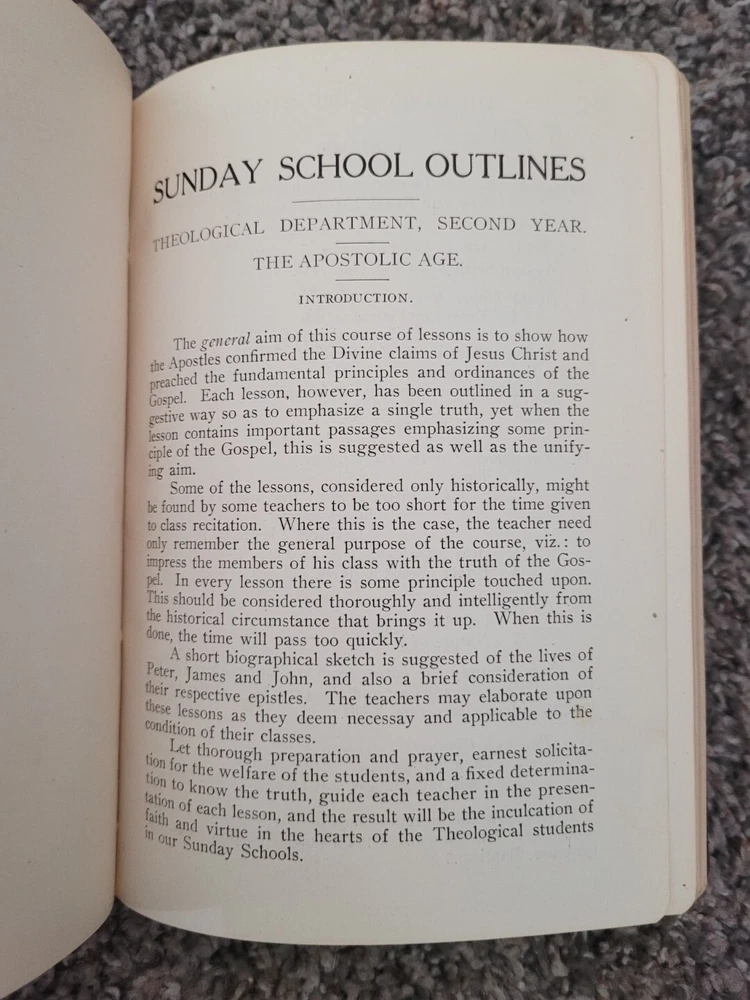 SUNDAY SCHOOL OUTLINES
THEOLOGICAL DEPARTMENT, SECOND YEAR.
THE APOSTOLIC AGE.
INTRODUCTION.
The general aim of this course of lessons is to show how
the Apostles confirmed the Divine claims of Jesus Christ and
preached the fundamental principles and ordinances of the
Gospel. Each lesson, however, has been outlined in a sug-
gestive way so as to emphasize a single truth, yet when the
lesson contains important passages emphasizing some prin-
ciple of the Gospel, this is suggested as well as the unify-
ing aim.
Some of the lessons, considered only historically, might
be found by some teachers to be too short for the time given
to class recitation. Where this is the case, the teacher need
only remember the general purpose of the course, viz.: to
impress the members of his class with the truth of the Gos-
pel. In every lesson there is some principle touched upon.
This should be considered thoroughly and intelligently from
the historical circumstance that brings it up. When this is
done, the time will pass too quickly.
A short biographical sketch is suggested of the lives of
Peter, James and John, and also a brief consideration of
their respective epistles. The teachers may elaborate upon
these lessons as they deem necessay and applicable to the
condition of their classes.
Let thorough preparation and prayer, earnest solicita-
tion for the welfare of the students, and a fixed determina-
tion to know the truth, guide each teacher in the presen-
tation of each lesson, and the result will be the inculcation of
faith and virtue in the hearts of the Theological students
in our Sunday Schools.